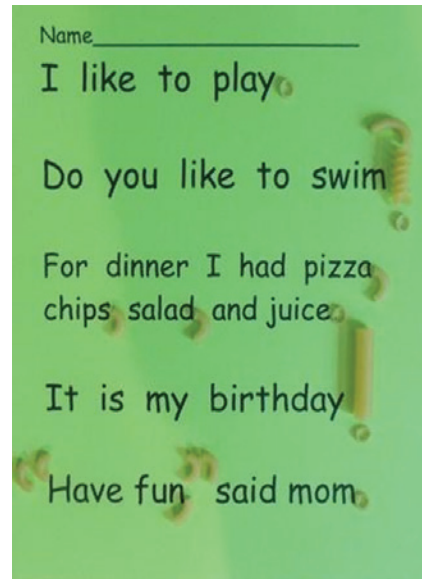 Name
I like to play.
Do you like to swim?
For dinner I had pizza,
chips, salad, and juice.
It is my birthday!
"Have fun," said mom.